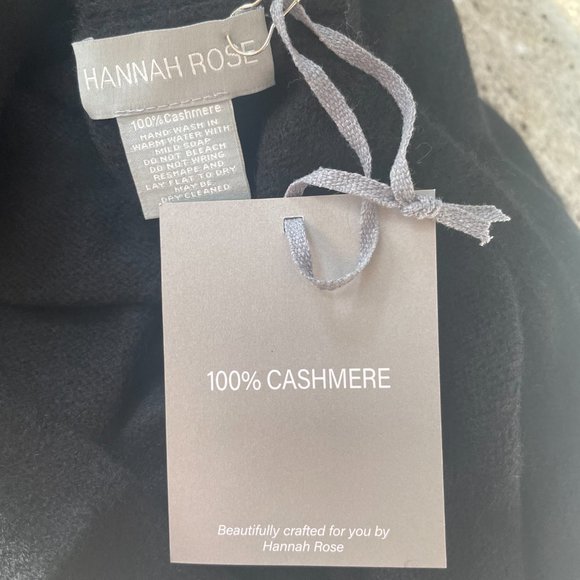 HANNAH ROSE
100%Cashmere
HAND WASH IN
WARM WATER WITH
MILD SOAP
DO NOT BLEACH
DO NOT WRING
RESHAPE AND
LAY FLAT TO DRY
MAY BE
DRY CLEANED
100% CASHMERE
Beautifully crafted for you by
Hannah Rose